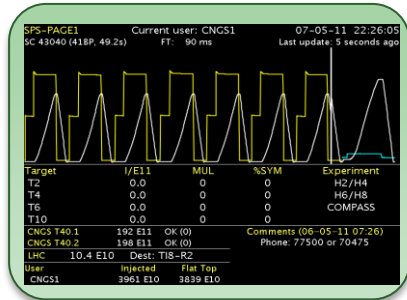 SPS-PAGE1 Current user: CNGS1 07-05-11 22:26:05
SC 43040 (41BP, 49.2s) FT: 90 ms Last update: 5 seconds ago
Target I/E11 MUL %SYM Experiment
T2 0.0 0 0 H2/H4
T4 0.0 0 0 H6/H8
T6 0.0 0 0 COMPASS
T10 0.0 0 0
CNGS T40.1 192 E11 OK (0) Comments (06-05-11 07:26)
CNGS T40.2 198 E11 OK (0) Phone: 77500 or 70475
LHC 10.4 E10 Dest: TI8-R2
User Injected Flat Top
CNGS1 3961 E10 3839 E10